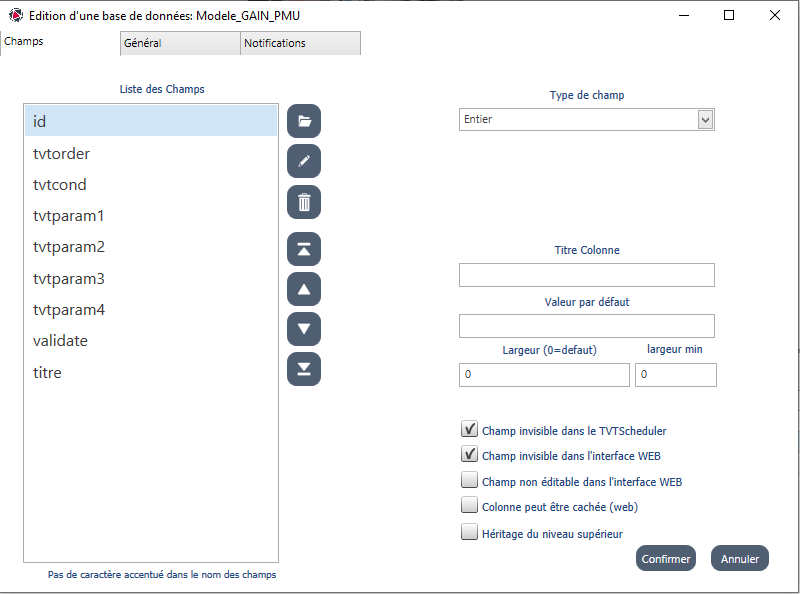 Edition d'une base de données: Modele_GAIN_PMU
Champs
Général
Notifications
Liste des Champs
id
tvtorder
tvtcond
tvtparam1
tvtparam2
tvtparam3
tvtparam4
validate
titre
Pas de caractère accentué dans le nom des champs
Type de champ
Entier
Titre Colonne
Valeur par défaut
Largeur (0=defaut)
largeur min
0
0
Champ invisible dans le TVTScheduler
Champ invisible dans l'interface WEB
Champ non éditable dans l'interface WEB
Colonne peut être cachée (web)
Héritage du niveau supérieur
Confirmer
Annuler